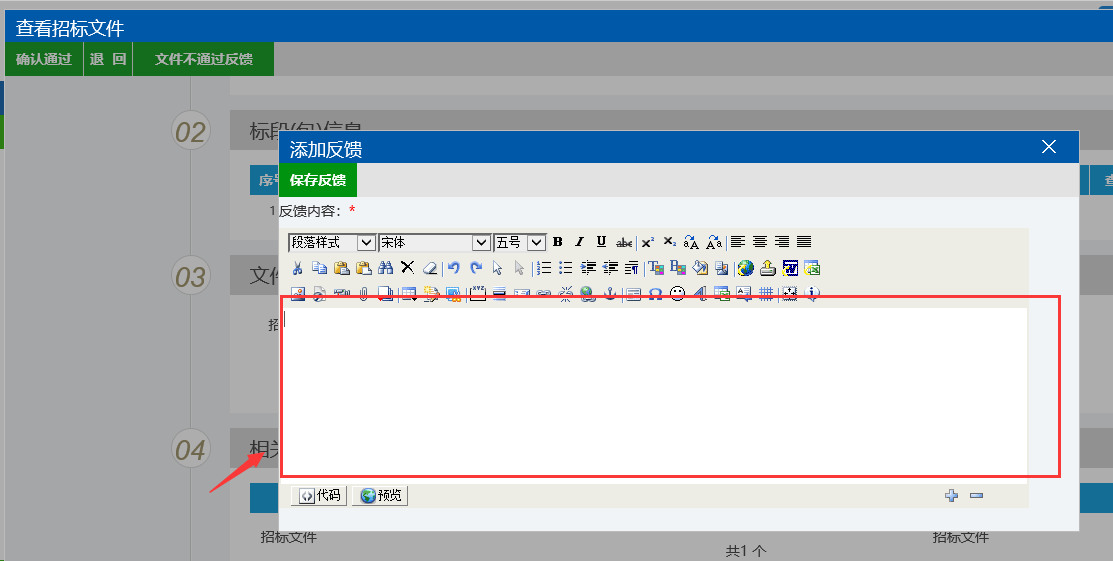 查看招标文件
确认通过 退 回 文件不通过反馈
02 标段(包)信息
添加反馈
序号
保存反馈
1 反馈内容：*
段落样式 宋体 五号 B I U abc
03 文件
招
04 相关
代码 预览
招标文件 招标文件
共1 个